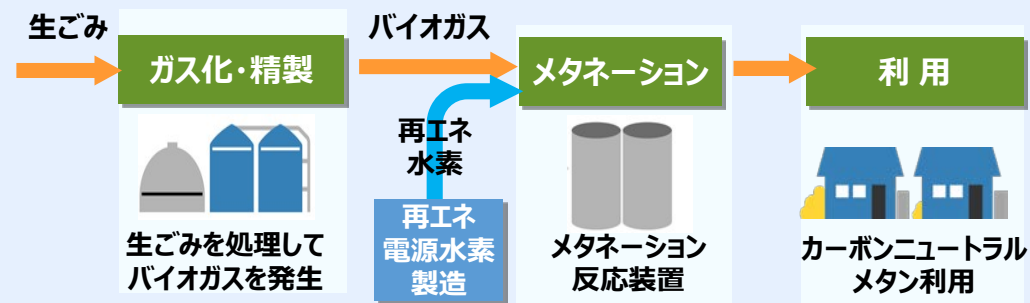 生ごみ
ガス化・精製
生ごみを処理して
バイオガスを発生
バイオガス
再エネ
水素
再エネ
電源水素
製造
メタネーション
メタネーション
反応装置
利用
カーボンニュートラル
メタン利用